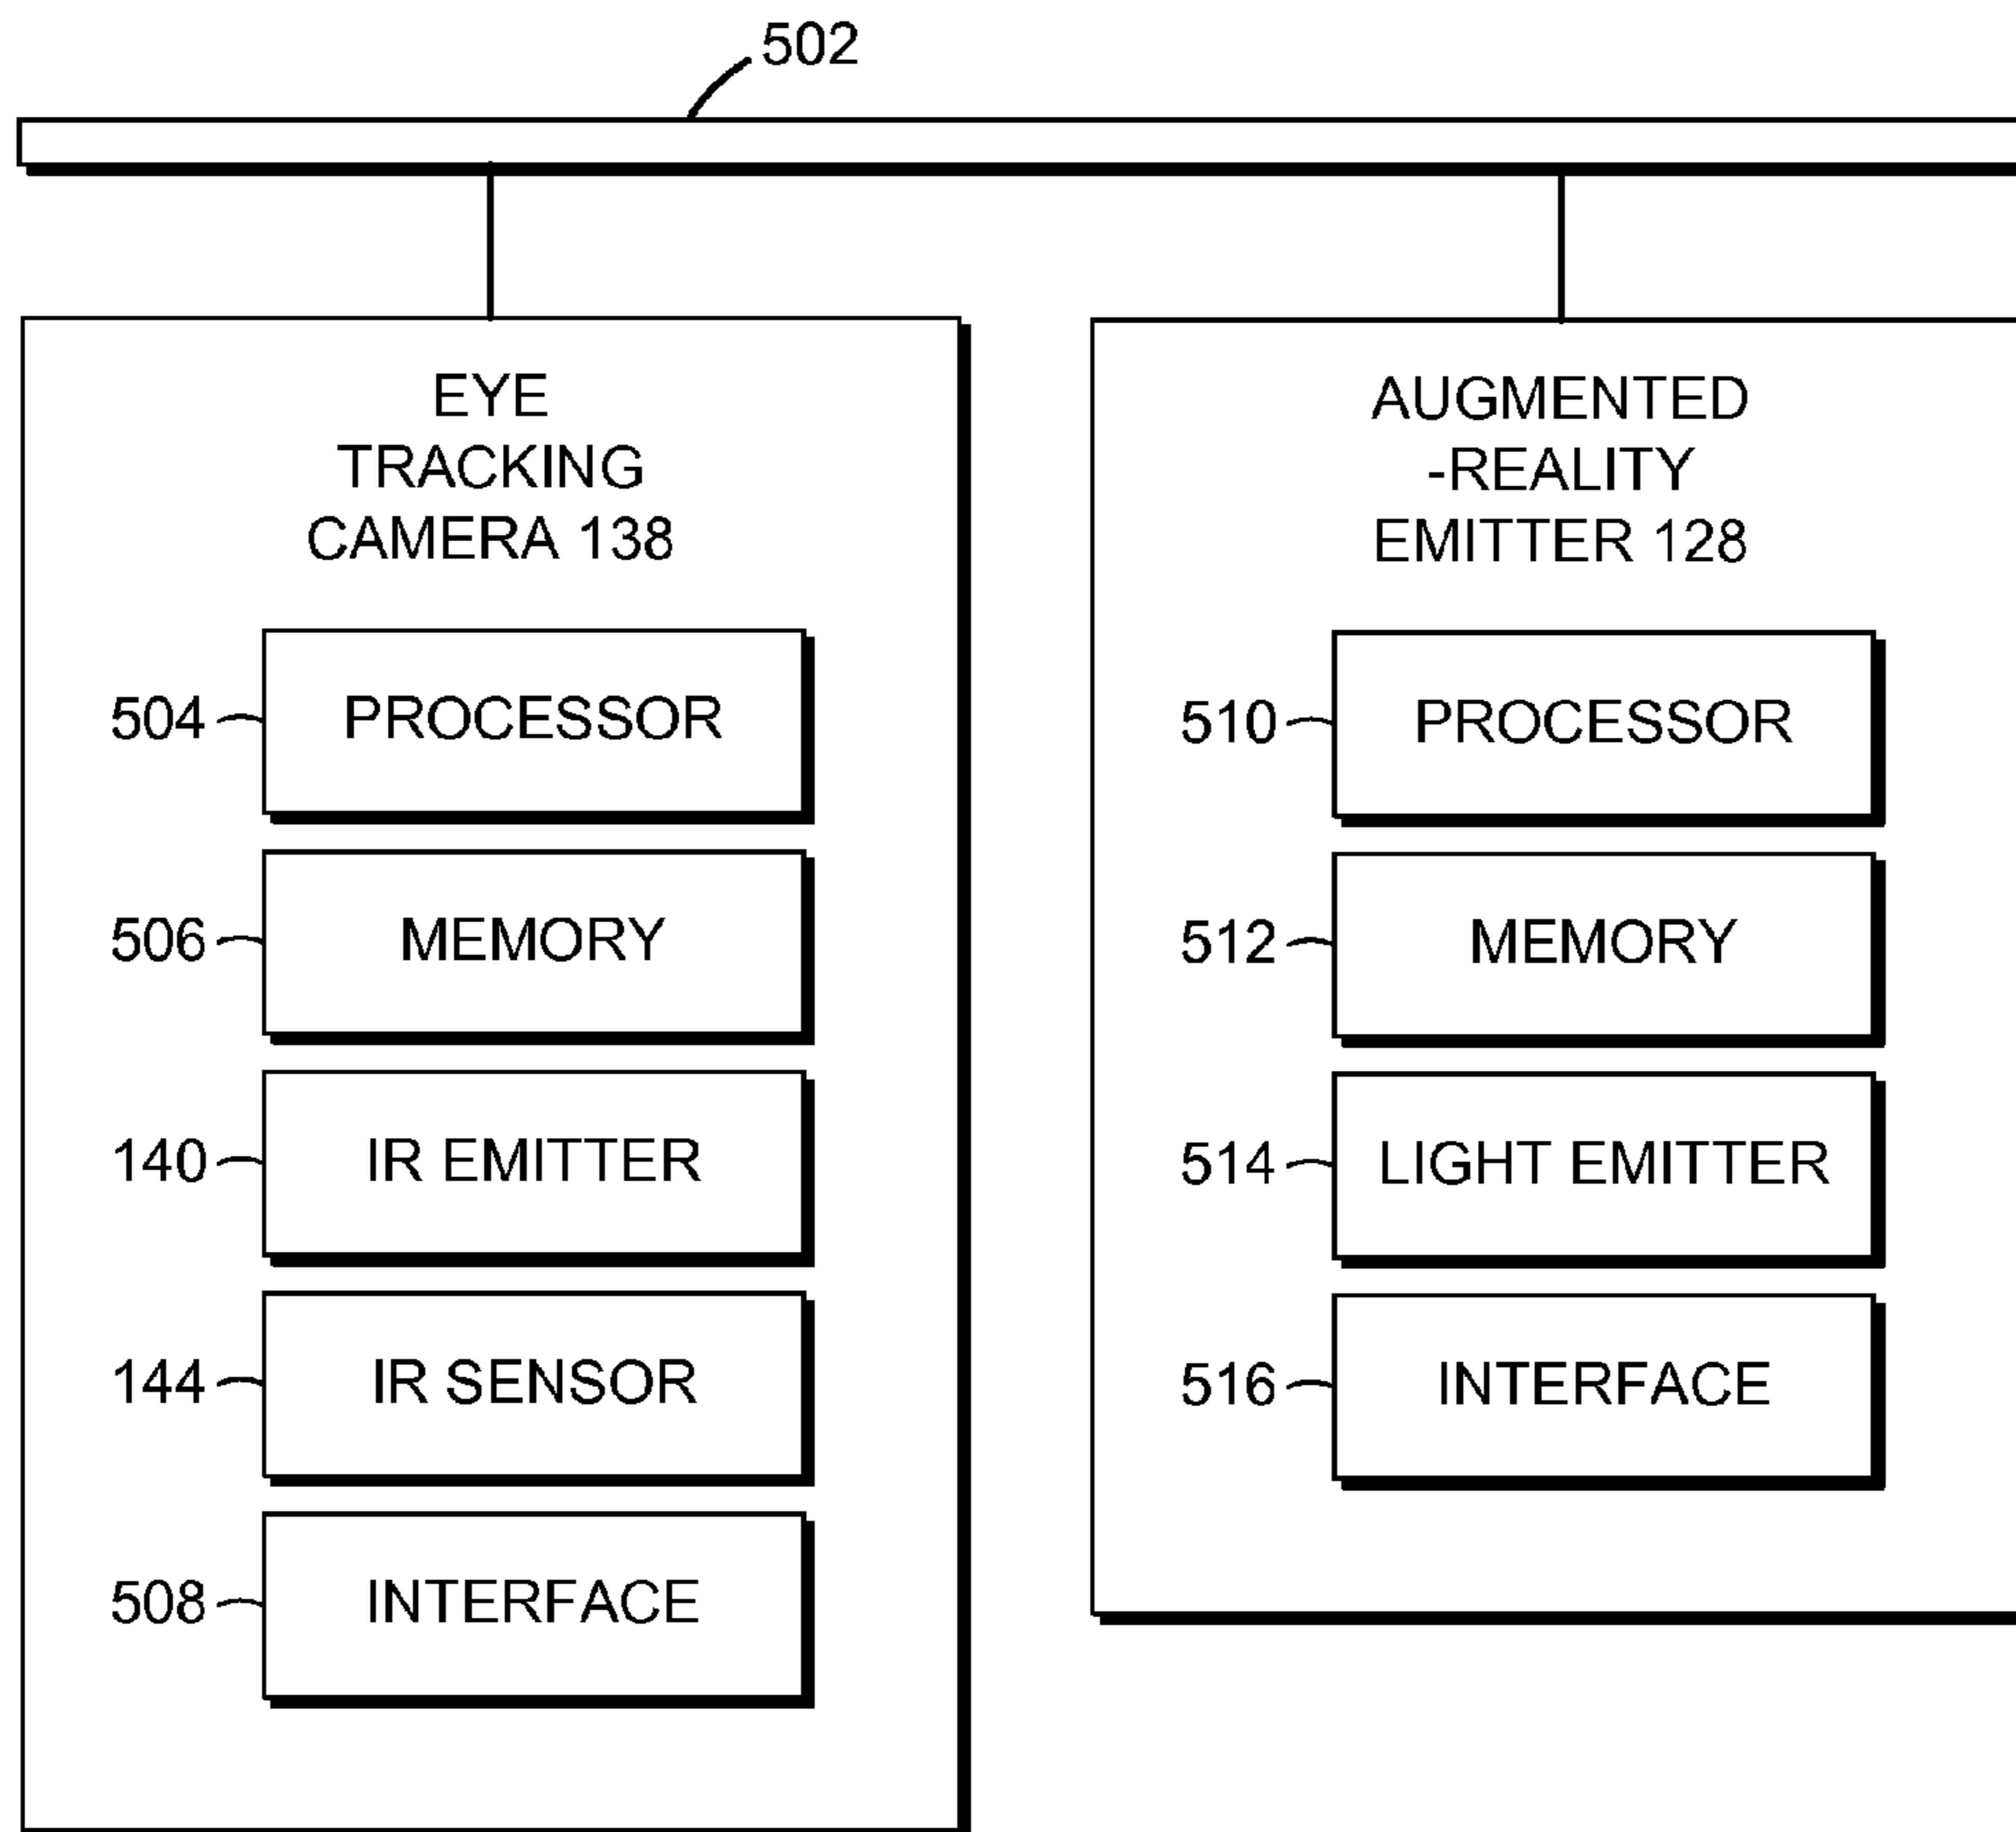 502
EYE
TRACKING
CAMERA 138
504 PROCESSOR
506 MEMORY
140 IR EMITTER
144 IR SENSOR
508 INTERFACE
AUGMENTED
-REALITY
EMITTER 128
510 PROCESSOR
512 MEMORY
514 LIGHT EMITTER
516 INTERFACE